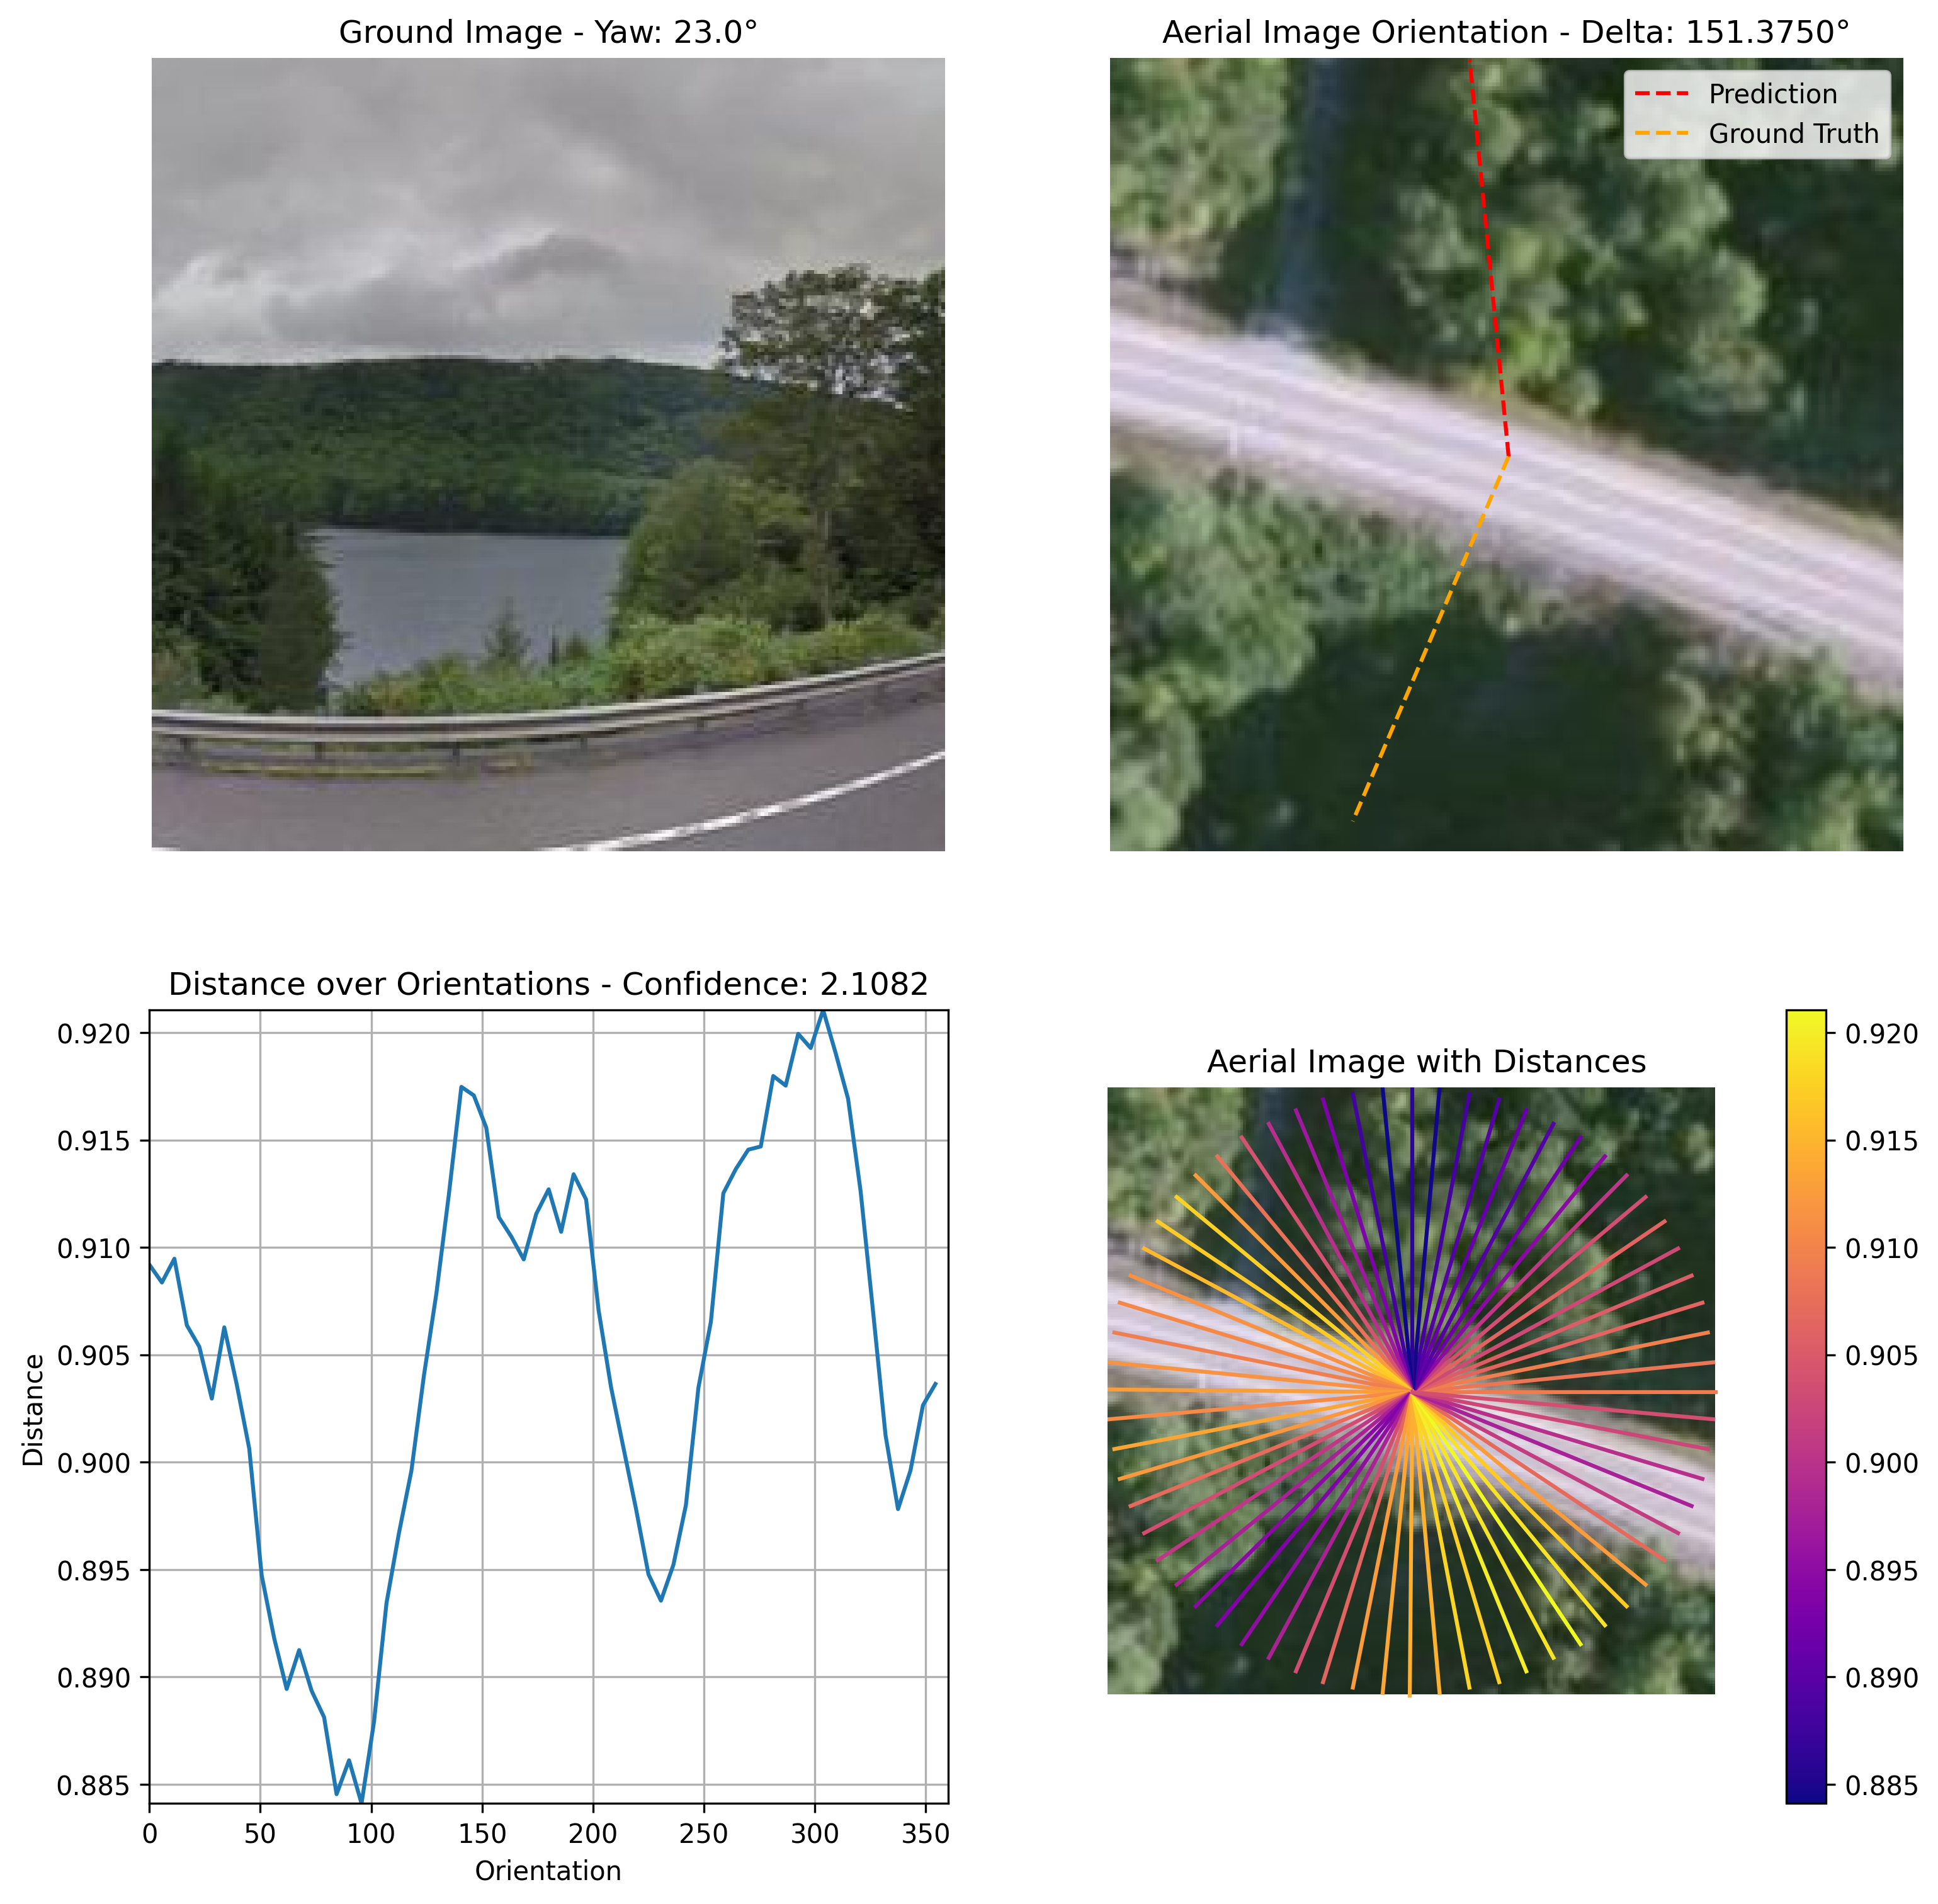 Ground Image - Yaw: 23.0°
Aerial Image Orientation - Delta: 151.3750°
Prediction
Ground Truth
Distance over Orientations - Confidence: 2.1082
0.920
0.915
0.910
0.905
0.900
0.895
0.890
0.885
Distance
0 50 100 150 200 250 300 350
Orientation
Aerial Image with Distances
0.920
0.915
0.910
0.905
0.900
0.895
0.890
0.885